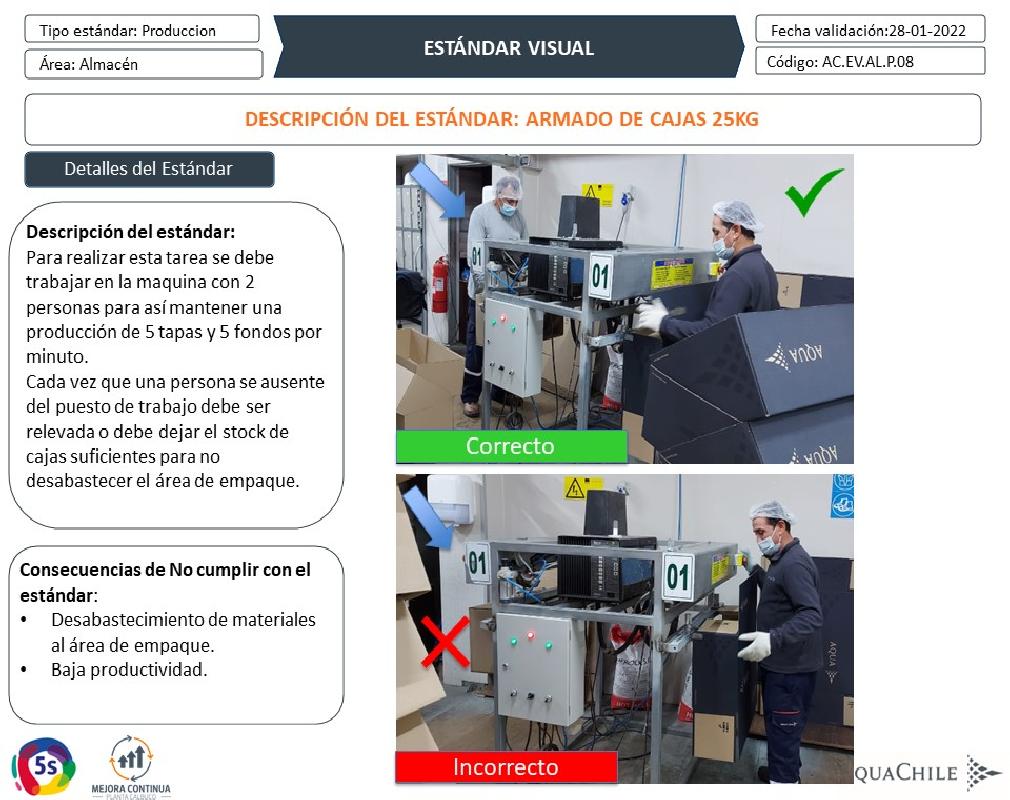 Tipo estándar: Produccion
Área: Almacén
ESTÁNDAR VISUAL
Fecha validación:28-01-2022
Código: AC.EV.AL.P.08
DESCRIPCIÓN DEL ESTÁNDAR: ARMADO DE CAJAS 25KG
Detalles del Estándar
Descripción del estándar:
Para realizar esta tarea se debe
trabajar en la maquina con 2
personas para así mantener una
producción de 5 tapas y 5 fondos por
minuto.
Cada vez que una persona se ausente
del puesto de trabajo debe ser
relevada o debe dejar el stock de
cajas suficientes para no
desabastecer el área de empaque.
Consecuencias de No cumplir con el
estándar:
• Desabastecimiento de materiales
al área de empaque.
• Baja productividad.
01
01
AQUA
AQUA
Correcto
01
01
AQUA
Incorrecto
5s
MEJORA CONTINUA
PLANTA CALBUCO
QUACHILE